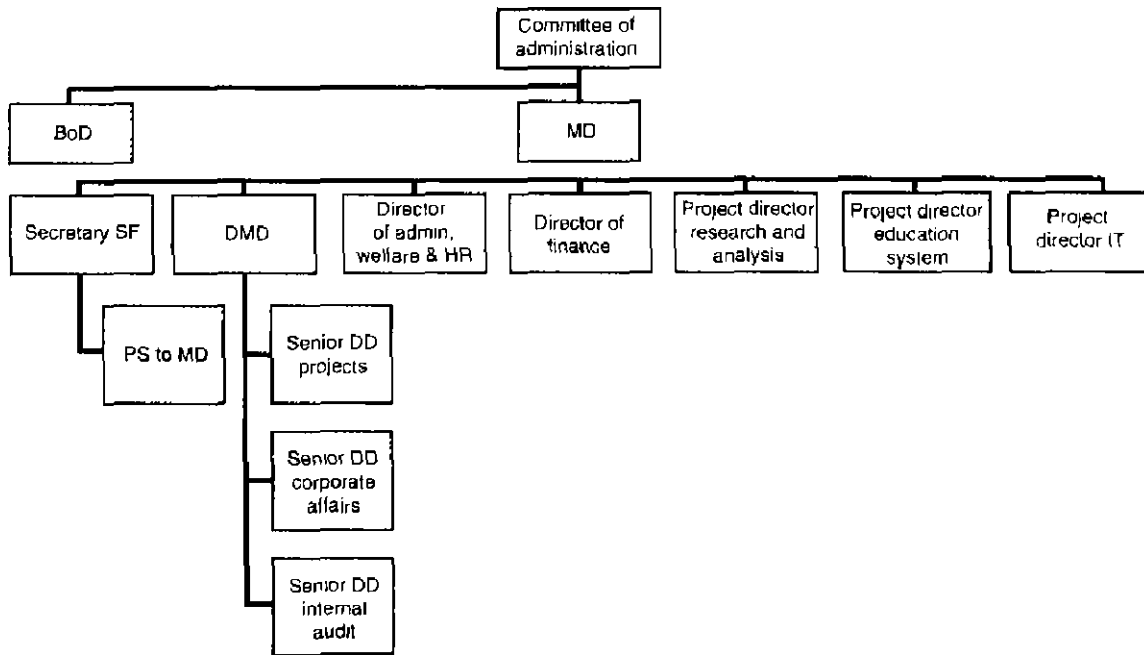 Committee of
administration
BoD
MD
Secretary SF
DMD
Director
of admin,
welfare & HR
Director of
finance
Project director
research and
analysis
Project director
education
system
Project
director IT
PS to MD
Senior DD
projects
Senior DD
corporate
affairs
Senior DD
internal
audit